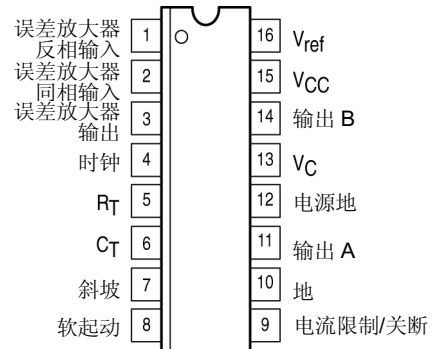 误差放大器
反相输入
1
16
Vref
误差放大器
同相输入
2
15
VCC
误差放大器
输出
3
14
输出 B
时钟
4
13
VC
RT
5
12
电源地
CT
6
11
输出 A
斜坡
7
10
地
软起动
8
9
电流限制/关断